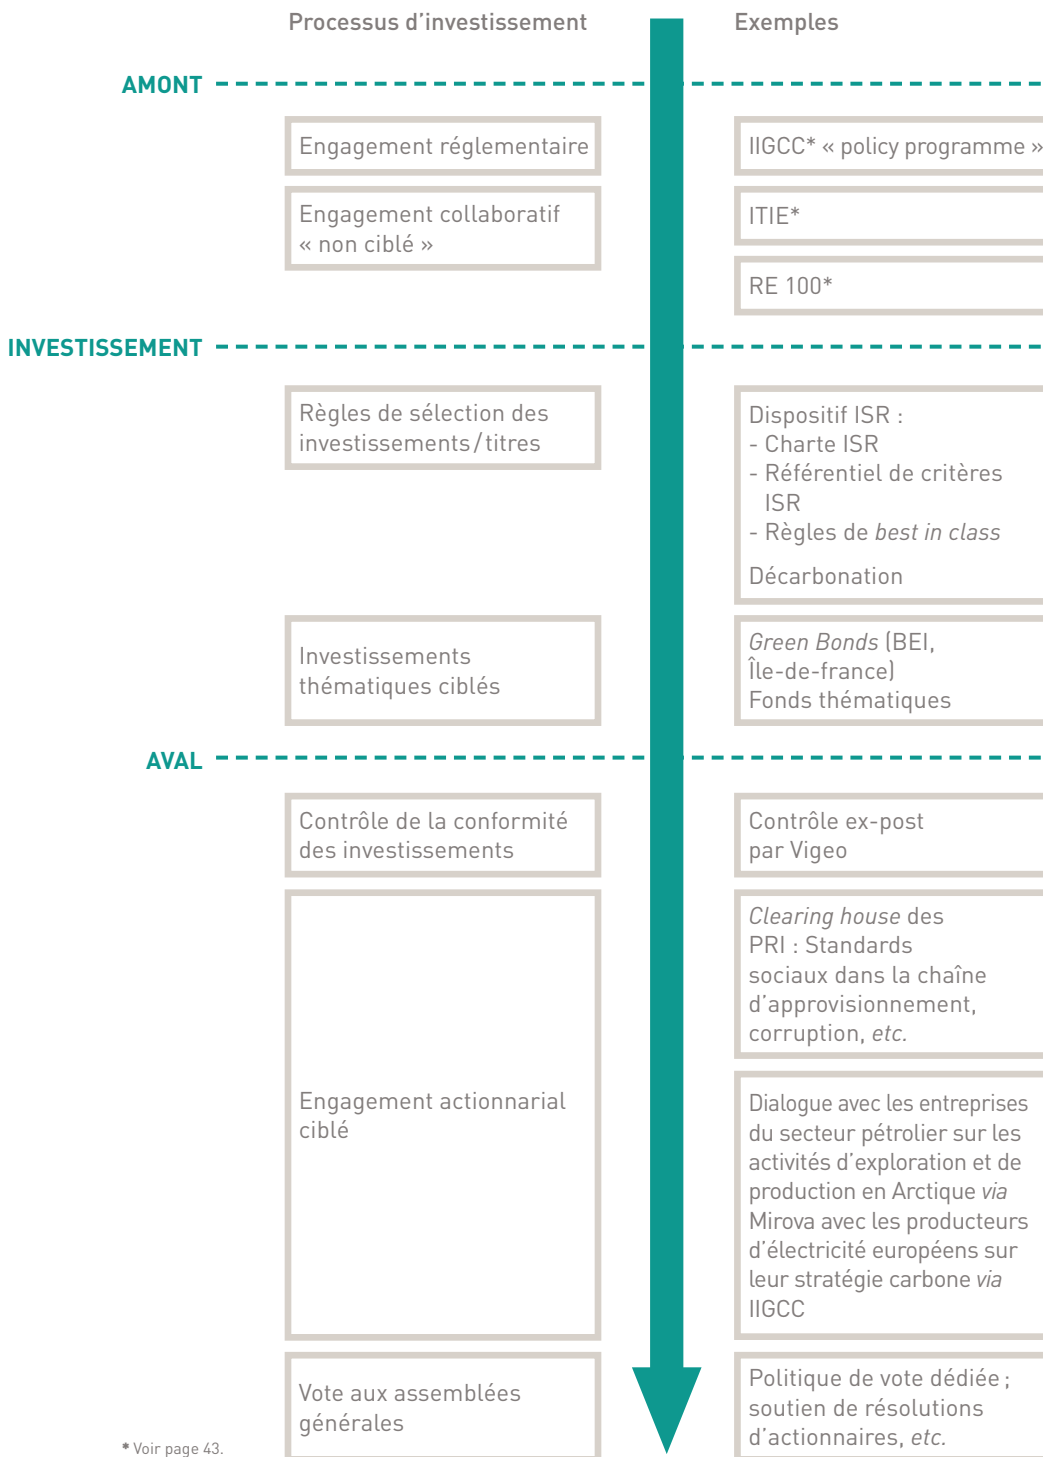 Processus d'investissement
Exemples
AMONT
Engagement réglementaire
IIGCC* « policy programme »
Engagement collaboratif
« non ciblé »
ITIE*
RE 100*
INVESTISSEMENT
Règles de sélection des
investissements/titres
Dispositif ISR :
- Charte ISR
- Référentiel de critères
ISR
- Règles de best in class
Décarbonation
Investissements
thématiques ciblés
Green Bonds (BEI,
Île-de-france)
Fonds thématiques
AVAL
Contrôle de la conformité
des investissements
Contrôle ex-post
par Vigeo
Engagement actionnarial
ciblé
Clearing house des
PRI : Standards
sociaux dans la chaîne
d'approvisionnement,
corruption, etc.
Dialogue avec les entreprises
du secteur pétrolier sur les
activités d'exploration et de
production en Arctique via
Mirova avec les producteurs
d'électricité européens sur
leur stratégie carbone via
IIGCC
Vote aux assemblées
générales
Politique de vote dédiée ;
soutien de résolutions
d'actionnaires, etc.
* Voir page 43.